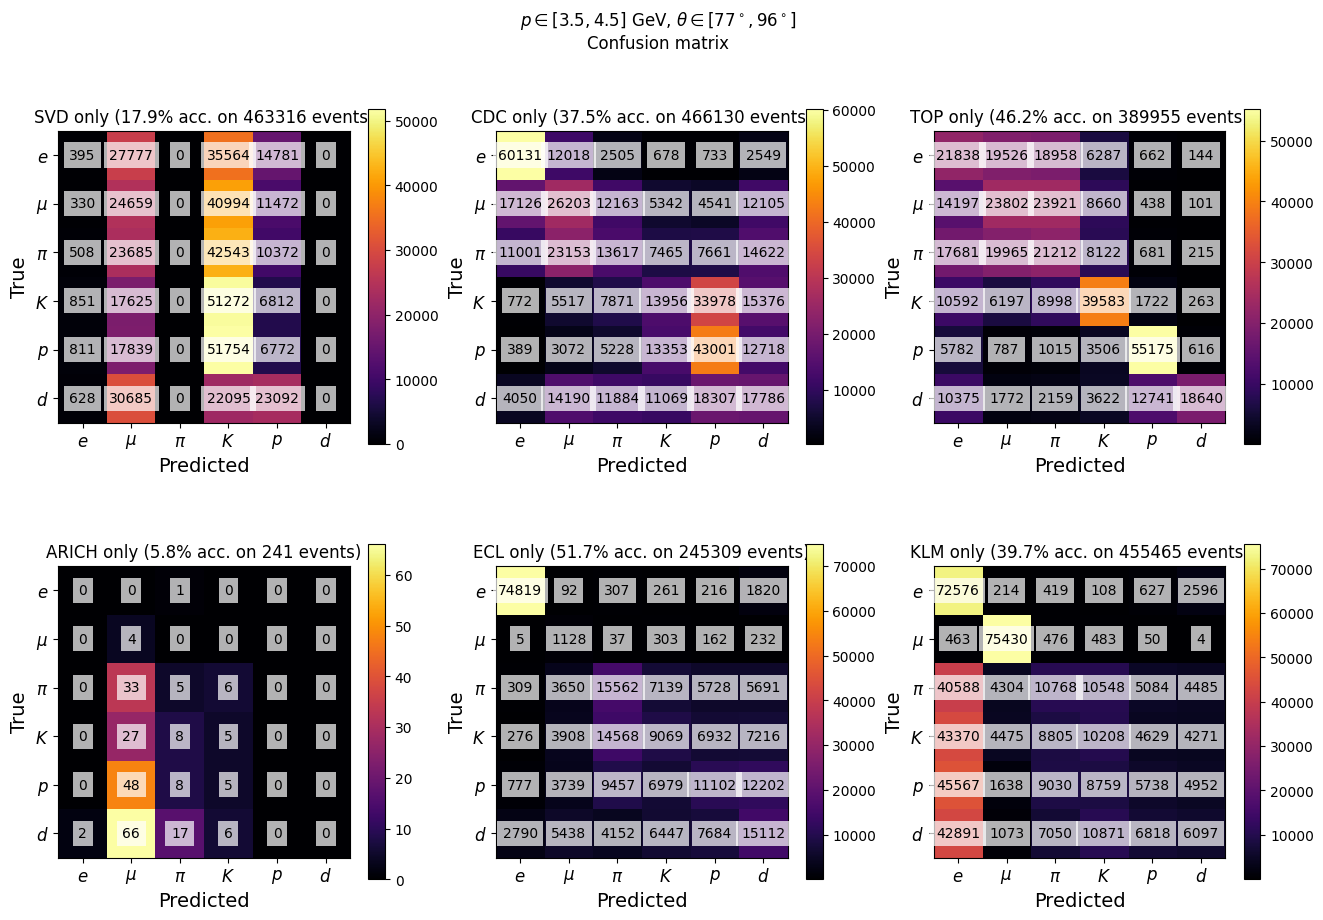 p ∈ [3.5, 4.5] GeV, θ ∈ [77°, 96°]
Confusion matrix
SVD only (17.9% acc. on 463316 events
True
e 395 27777 0 35564 14781 0
μ 330 24659 0 40994 11472 0
π 508 23685 0 42543 10372 0
K 851 17625 0 51272 6812 0
p 811 17839 0 51754 6772 0
d 628 30685 0 22095 23092 0
e μ π K p d
Predicted
50000
40000
30000
20000
10000
0
CDC only (37.5% acc. on 466130 events
True
e 60131 12018 2505 678 733 2549
μ 17126 26203 12163 5342 4541 12105
π 11001 23153 13617 7465 7661 14622
K 772 5517 7871 13956 33978 15376
p 389 3072 5228 13353 43001 12718
d 4050 14190 11884 11069 18307 17786
e μ π K p d
Predicted
60000
50000
40000
30000
20000
10000
TOP only (46.2% acc. on 389955 events
True
e 21838 19526 18958 6287 662 144
μ 14197 23802 23921 8660 438 101
π 17681 19965 21212 8122 681 215
K 10592 6197 8998 39583 1722 263
p 5782 787 1015 3506 55175 616
d 10375 1772 2159 3622 12741 18640
e μ π K p d
Predicted
50000
40000
30000
20000
10000
ARICH only (5.8% acc. on 241 events)
True
e 0 0 1 0 0 0
μ 0 4 0 0 0 0
π 0 33 5 6 0 0
K 0 27 8 5 0 0
p 0 48 8 5 0 0
d 2 66 17 6 0 0
e μ π K p d
Predicted
60
50
40
30
20
10
0
ECL only (51.7% acc. on 245309 events)
True
e 74819 92 307 261 216 1820
μ 5 1128 37 303 162 232
π 309 3650 15562 7139 5728 5691
K 276 3908 14568 9069 6932 7216
p 777 3739 9457 6979 11102 12202
d 2790 5438 4152 6447 7684 15112
e μ π K p d
Predicted
70000
60000
50000
40000
30000
20000
10000
KLM only (39.7% acc. on 455465 events
True
e 72576 214 419 108 627 2596
μ 463 75430 476 483 50 4
π 40588 4304 10768 10548 5084 4485
K 43370 4475 8805 10208 4629 4271
p 45567 1638 9030 8759 5738 4952
d 42891 1073 7050 10871 6818 6097
e μ π K p d
Predicted
70000
60000
50000
40000
30000
20000
10000